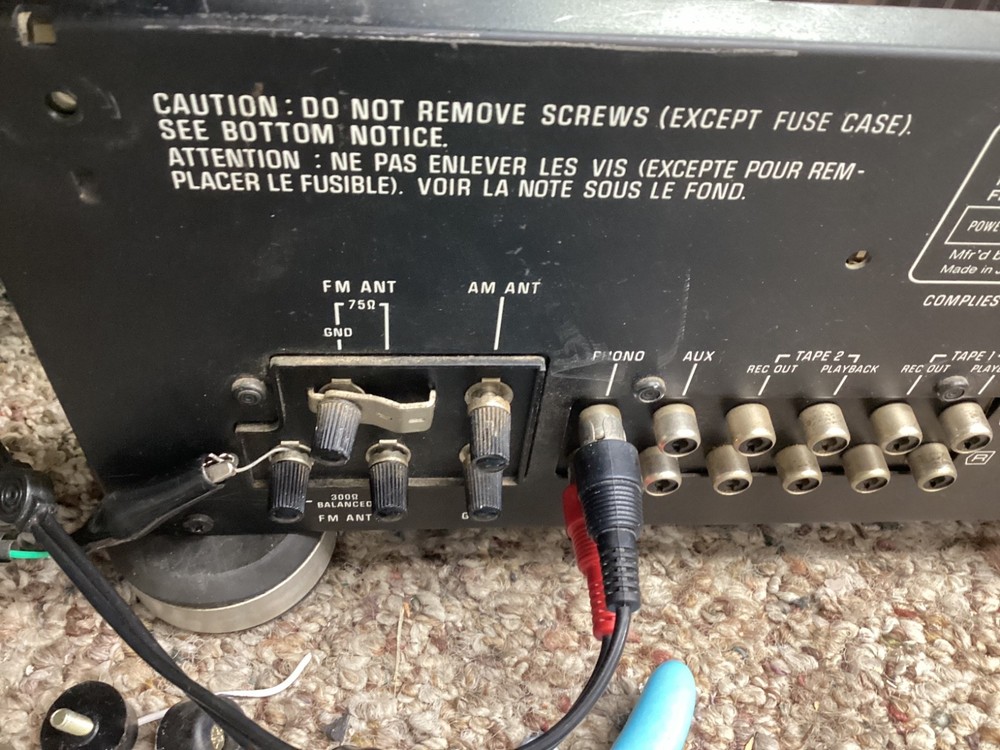 CAUTION : DO NOT REMOVE SCREWS (EXCEPT FUSE CASE).
SEE BOTTOM NOTICE.
ATTENTION : NE PAS ENLEVER LES VIS (EXCEPTE POUR REM-
PLACER LE FUSIBLE). VOIR LA NOTE SOUS LE FOND.
Mfr'd
Made in
COMPLIES
FM ANT
75Ω
GND
AM ANT
PHONO
AUX
TAPE 2
REC OUT
PLAYBACK
TAPE 1
REC OUT
R
300Ω
BALANCED
FM ANT